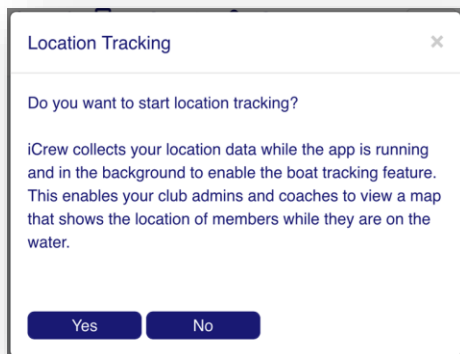 Location Tracking ×
Do you want to start location tracking?
iCrew collects your location data while the app is running
and in the background to enable the boat tracking feature.
This enables your club admins and coaches to view a map
that shows the location of members while they are on the
water.
Yes No